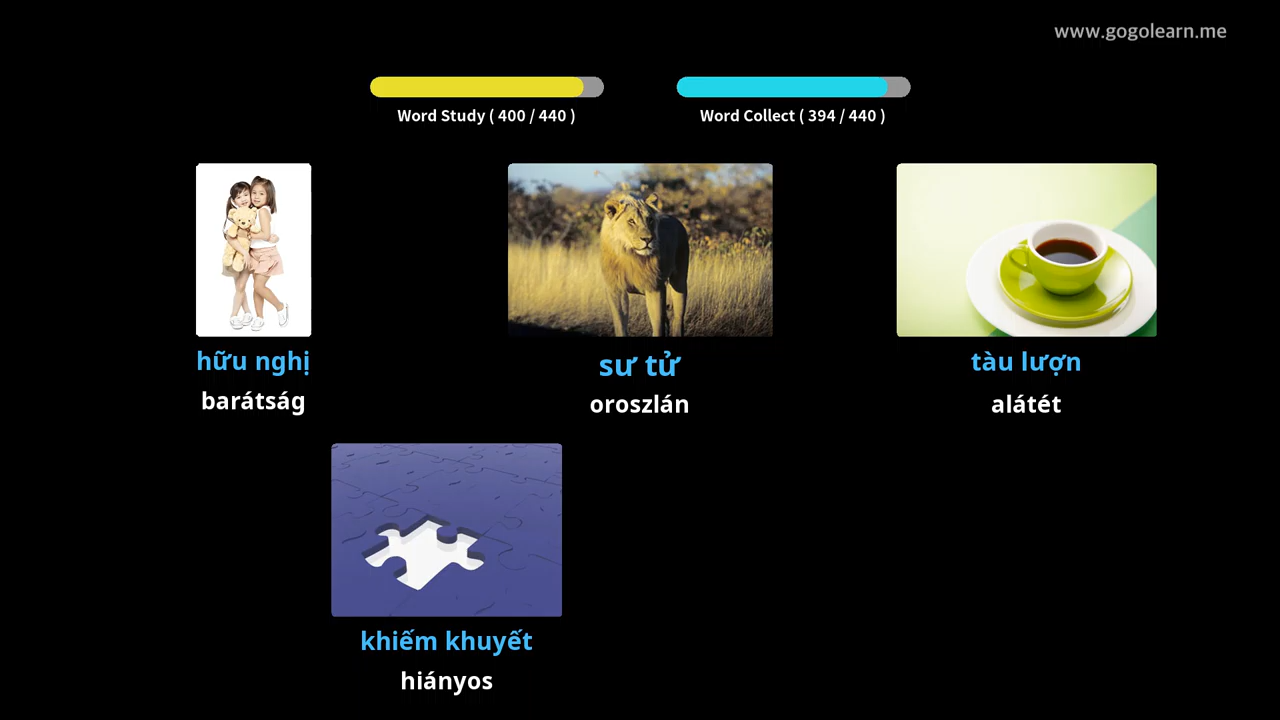 www.gogolearn.me
Word Study ( 400 / 440 )
Word Collect ( 394 / 440 )
hữu nghị
barátság
sư tử
oroszlán
tàu lượn
alátét
khiếm khuyết
hiányos